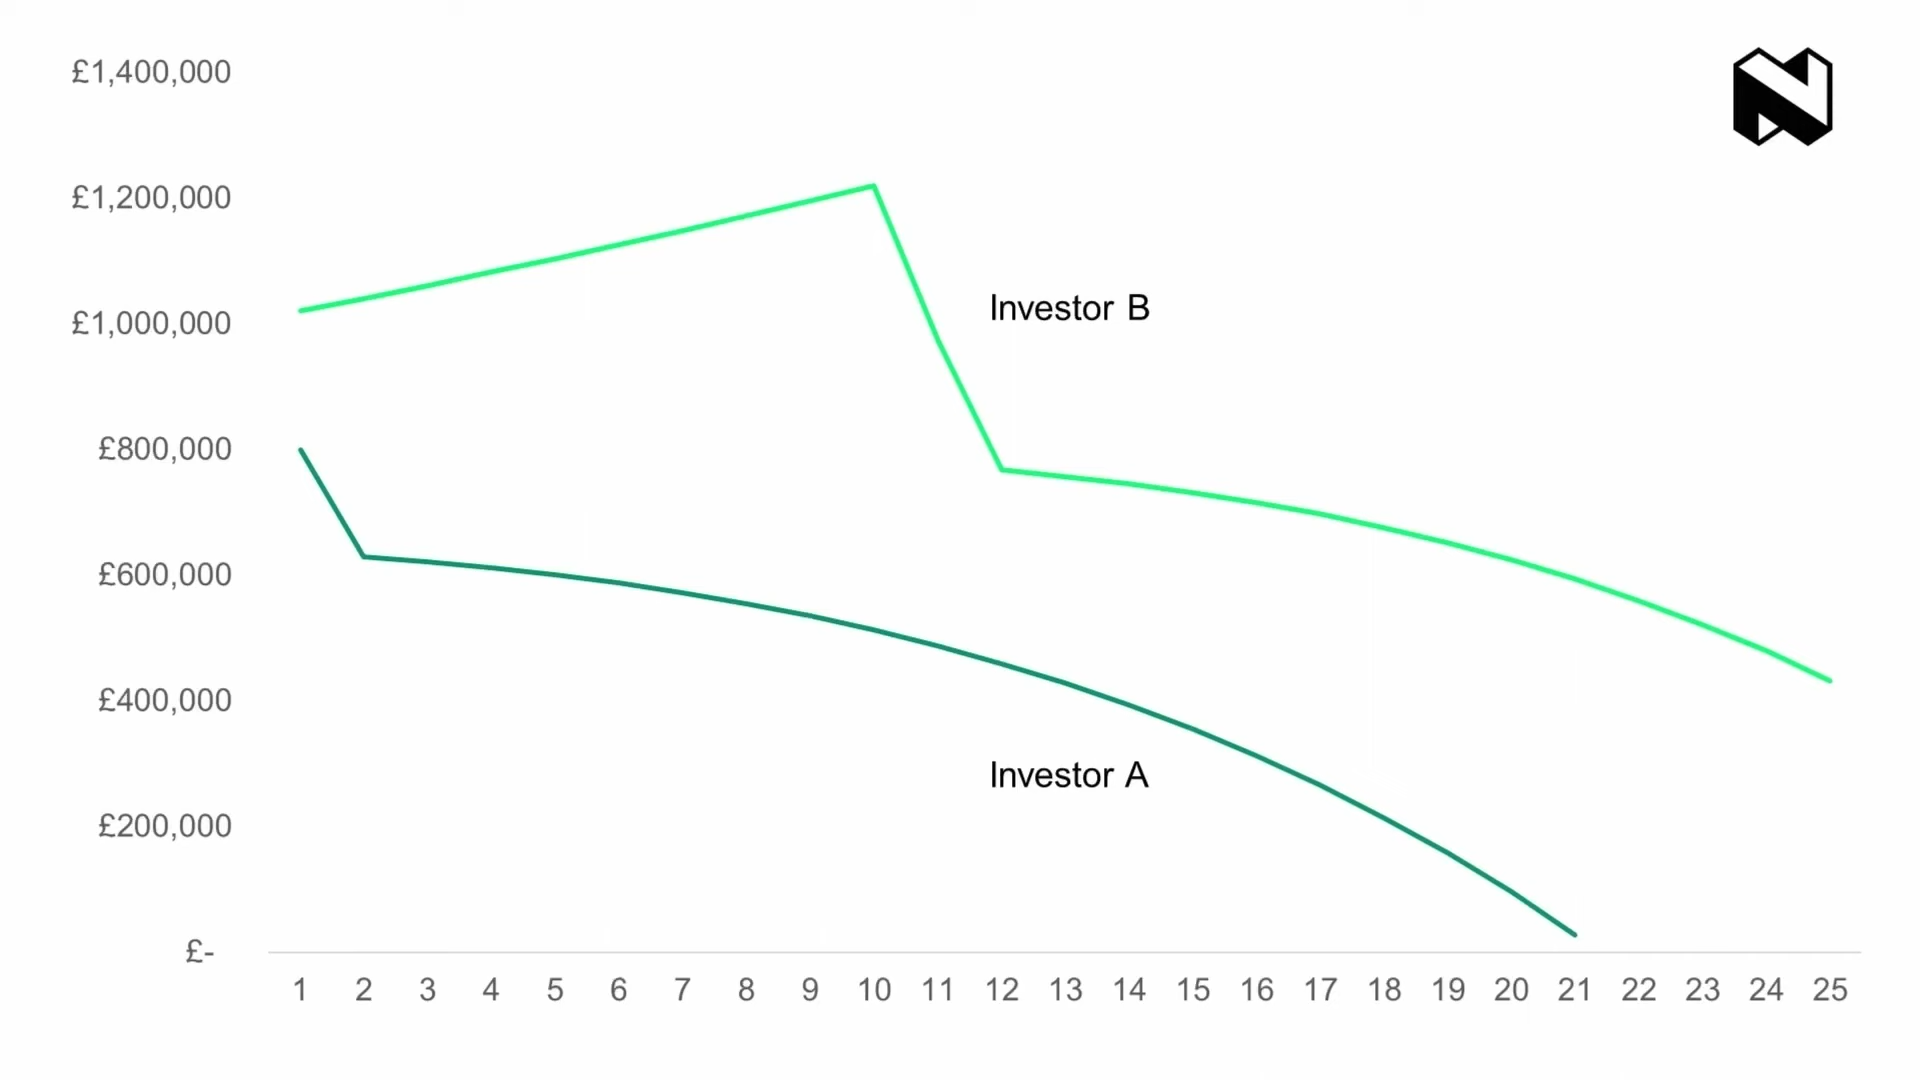 £1,400,000
£1,200,000
£1,000,000
£800,000
£600,000
£400,000
£200,000
£-
Investor B
Investor A
1 2 3 4 5 6 7 8 9 10 11 12 13 14 15 16 17 18 19 20 21 22 23 24 25